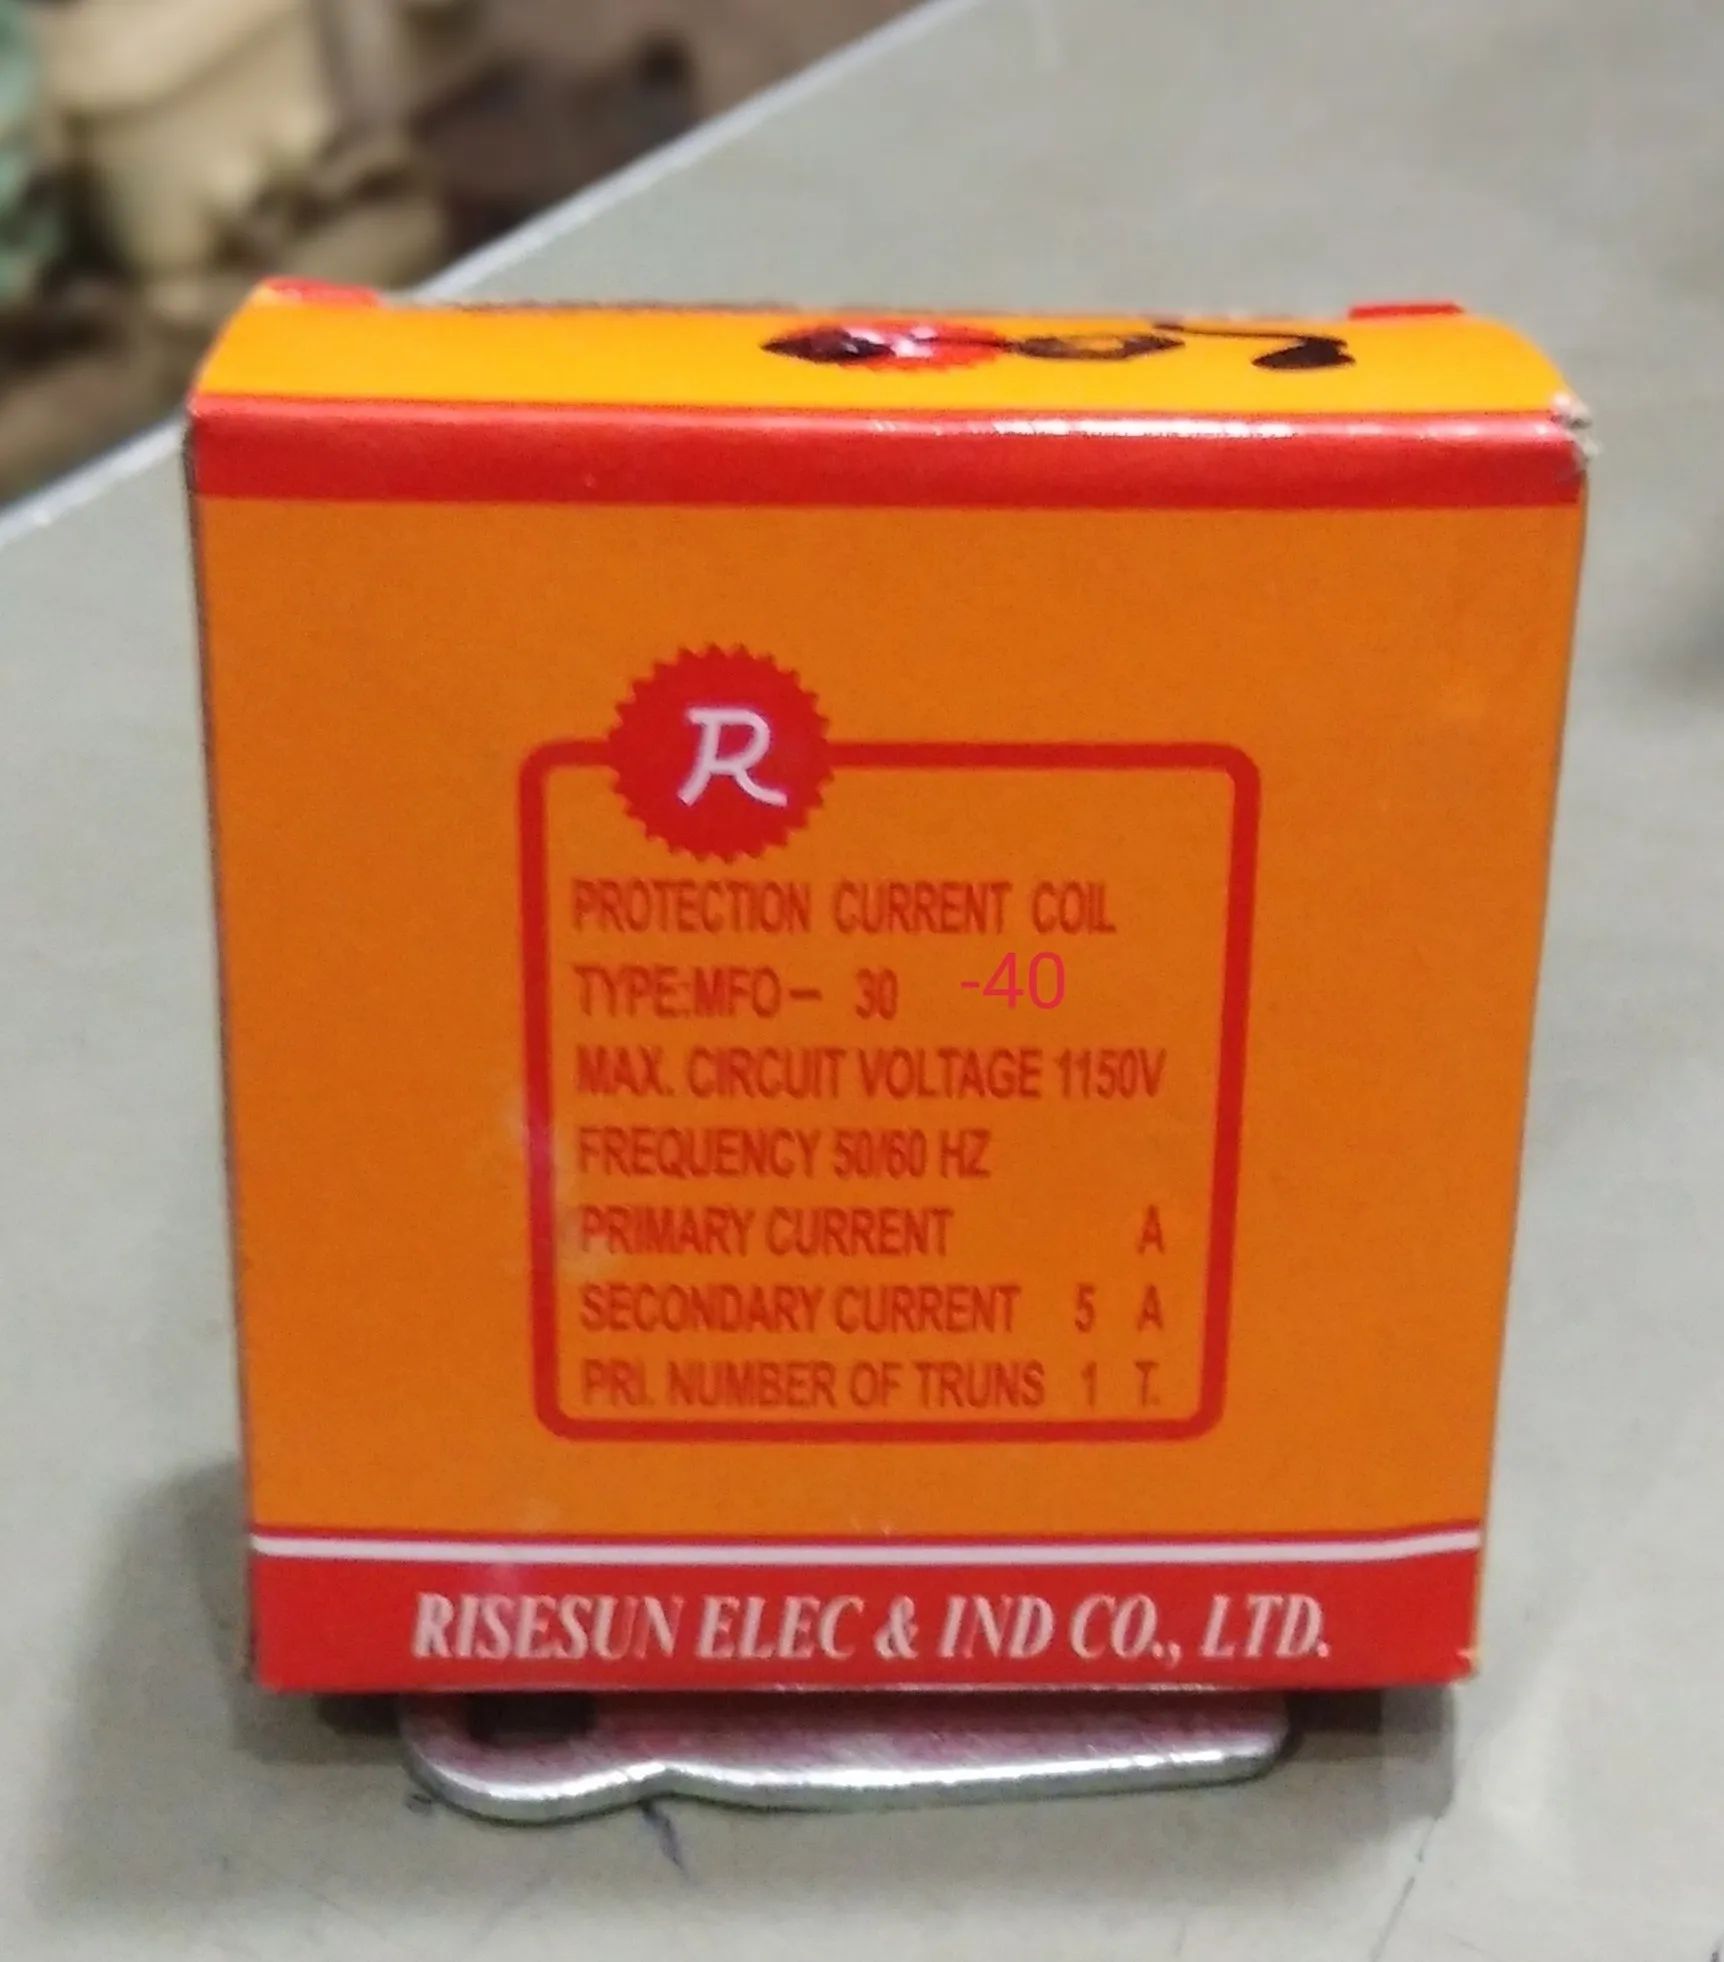 R
PROTECTION CURRENT COIL
TYPE:MFO- 30 -40
MAX. CIRCUIT VOLTAGE 1150V
FREQUENCY 50/60 HZ
PRIMARY CURRENT A
SECONDARY CURRENT 5 A
PRI. NUMBER OF TRUNS 1 T.
RISESUN ELEC & IND CO., LTD.